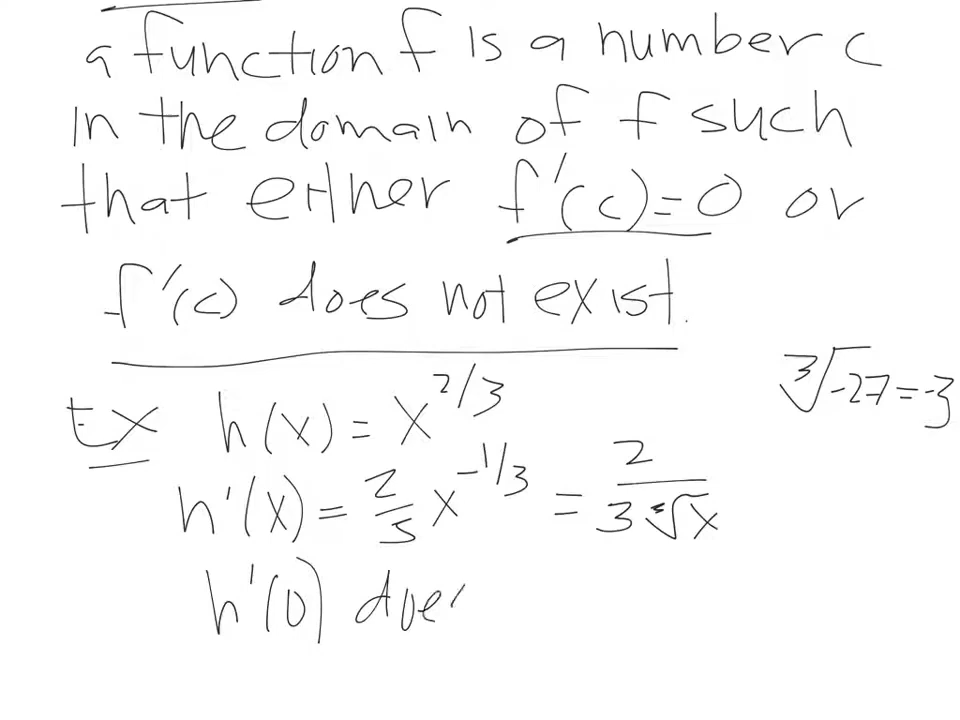 a function f is a number c
in the domain of f such
that either f'(c)=0 or
f'(c) does not exist.
Ex h(x) = x^{2/3}
∛-27 = -3
h'(x) = 2/3 x^{-1/3} = 2/(3∛x)
h'(0) doe